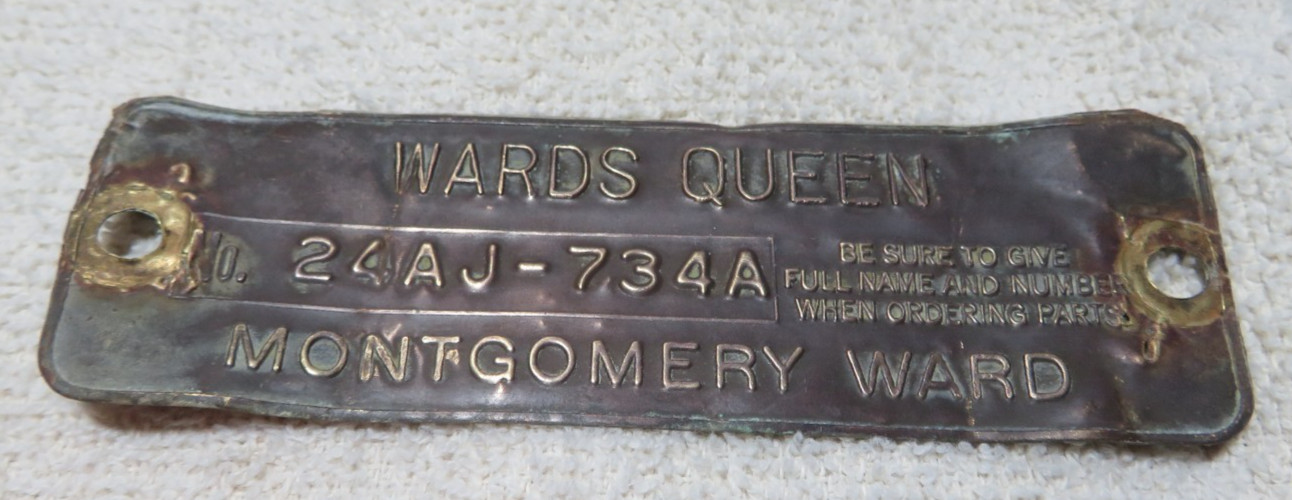 WARDS QUEEN
O. 24AJ-734A
BE SURE TO GIVE
FULL NAME AND NUMBER
WHEN ORDERING PARTS.
MONTGOMERY WARD